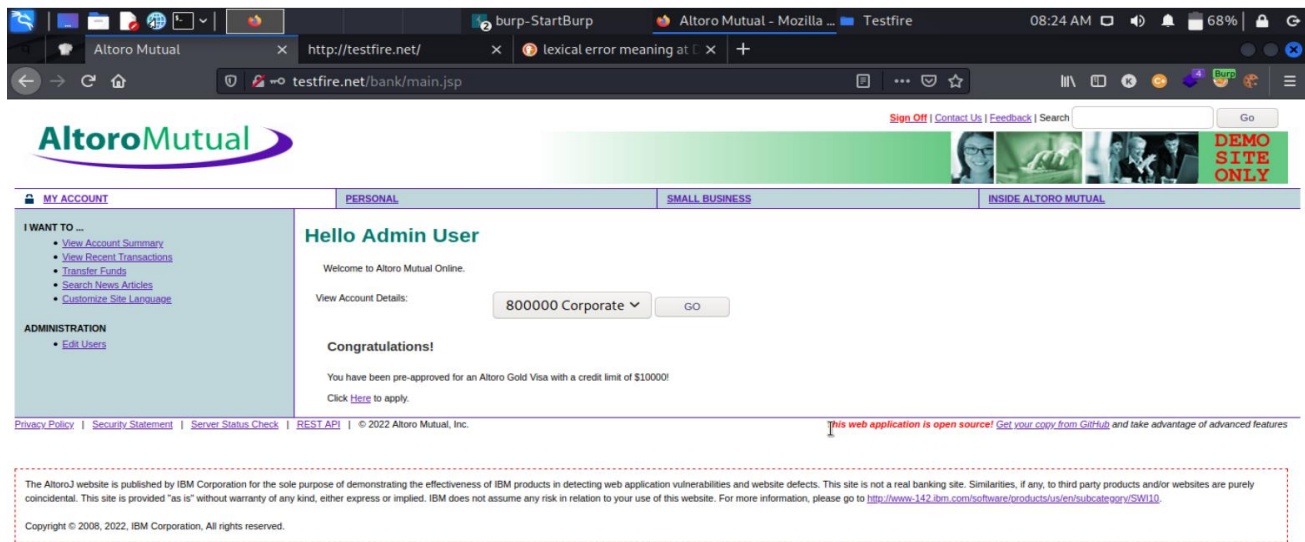 burp-StartBurp
Altoro Mutual - Mozilla ...
Testfire
08:24 AM
68%
Altoro Mutual
http://testfire.net/
lexical error meaning at
testfire.net/bank/main.jsp
4
Burp
Sign Off | Contact Us | Feedback | Search
Go
AltoroMutual
DEMO
SITE
ONLY
MY ACCOUNT
PERSONAL
SMALL BUSINESS
INSIDE ALTORO MUTUAL
I WANT TO ...
View Account Summary
View Recent Transactions
Transfer Funds
Search News Articles
Customize Site Language
ADMINISTRATION
Edit Users
Hello Admin User
Welcome to Altoro Mutual Online.
View Account Details:
800000 Corporate
GO
Congratulations!
You have been pre-approved for an Altoro Gold Visa with a credit limit of $10000!
Click Here to apply.
Privacy Policy | Security Statement | Server Status Check | REST API | © 2022 Altoro Mutual, Inc.
This web application is open source! Get your copy from GitHub and take advantage of advanced features
The AltoroJ website is published by IBM Corporation for the sole purpose of demonstrating the effectiveness of IBM products in detecting web application vulnerabilities and website defects. This site is not a real banking site. Similarities, if any, to third party products and/or websites are purely
coincidental. This site is provided "as is" without warranty of any kind, either express or implied. IBM does not assume any risk in relation to your use of this website. For more information, please go to http://www-142.ibm.com/software/products/us/en/subcategory/SWI10.
Copyright © 2008, 2022, IBM Corporation, All rights reserved.